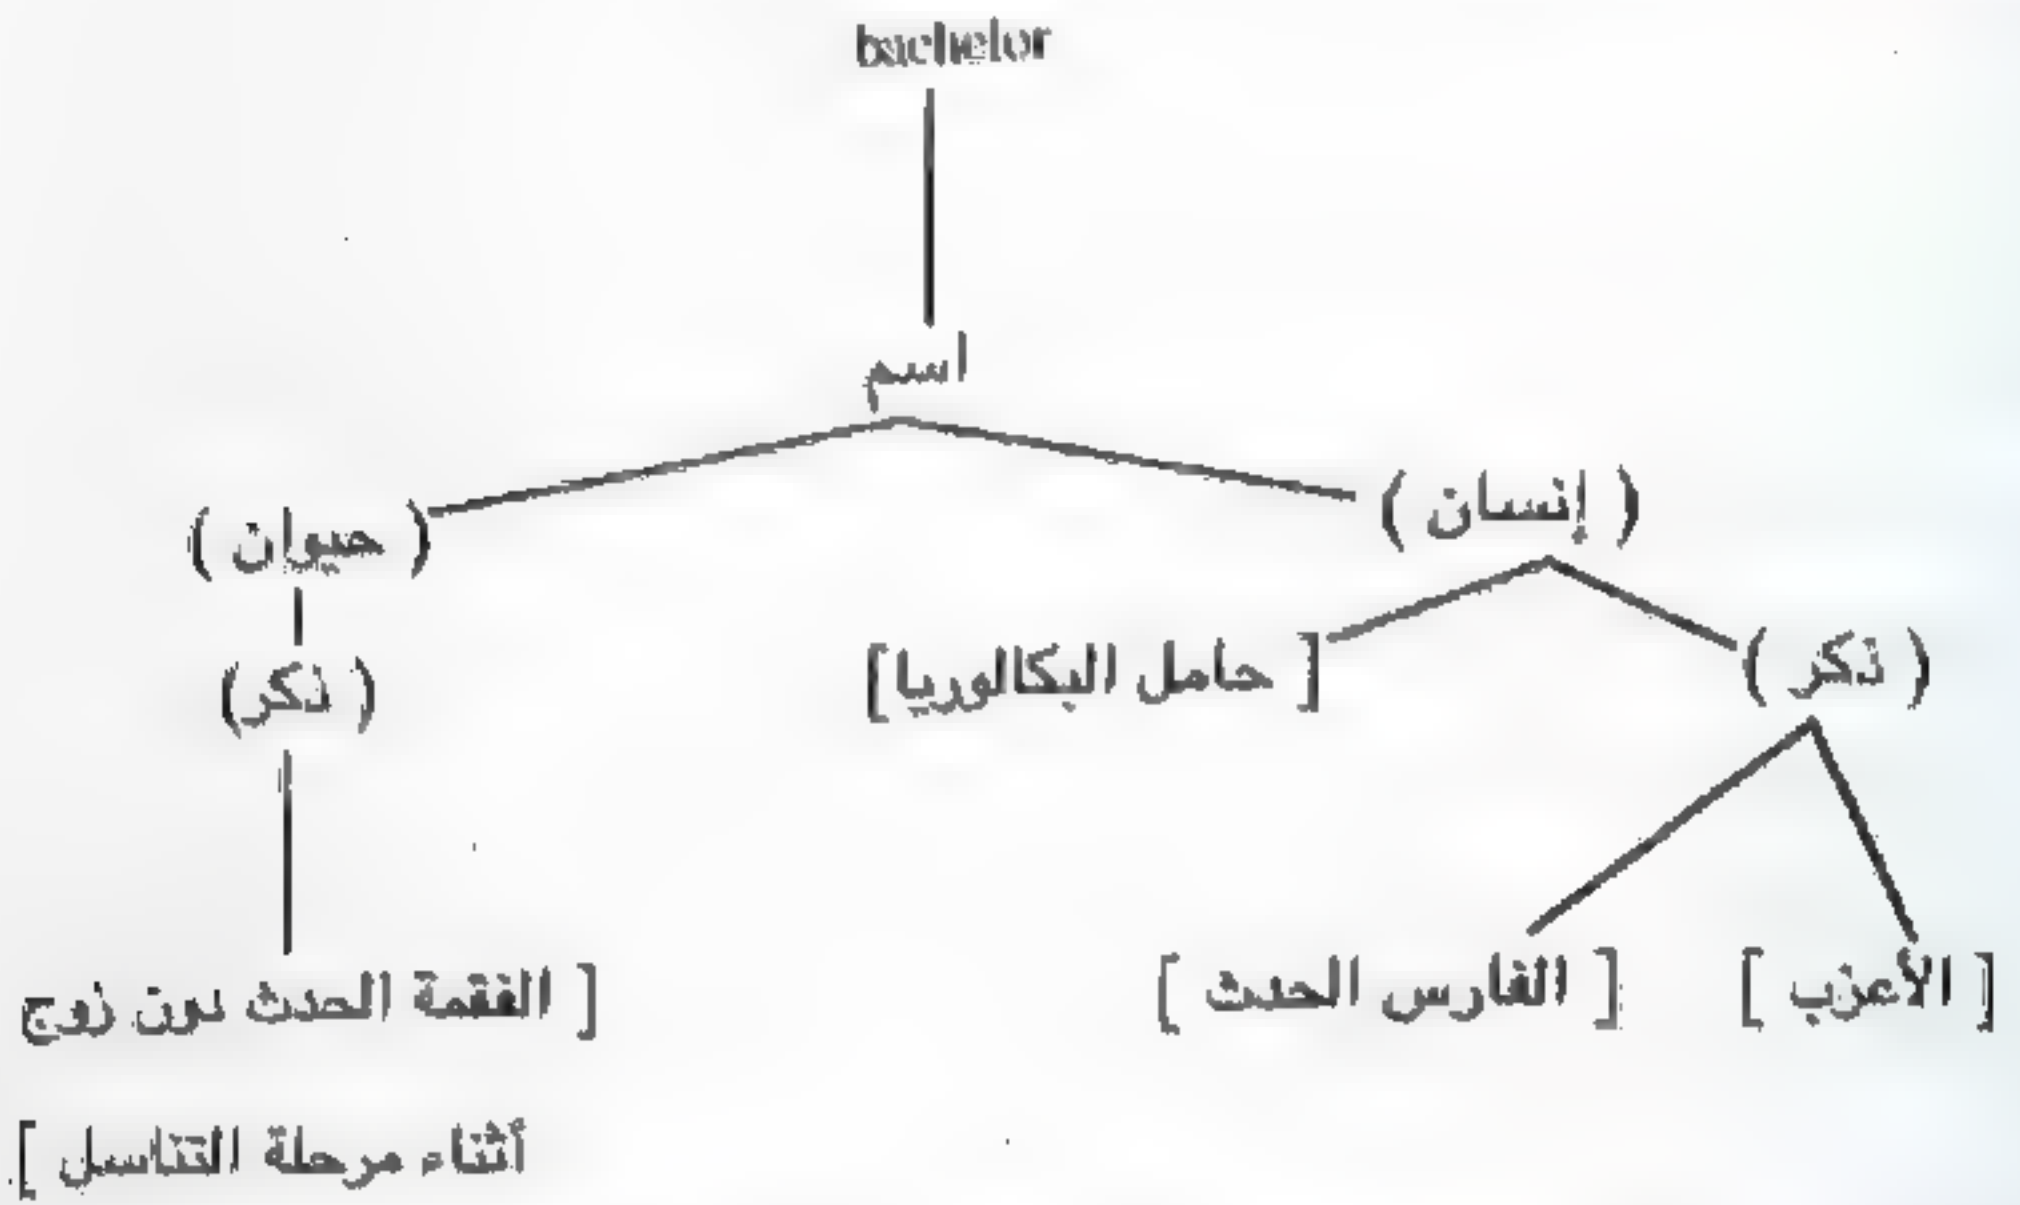 bachelor
اسم
( إنسان )
( حيوان )
( ذكر )
[ حامل البكالوريا ]
( ذكر )
[ الأعزب ]
[ الفارس الحدث ]
[ الفقمة الحدث دون زوج
أثناء مرحلة التناسل ]